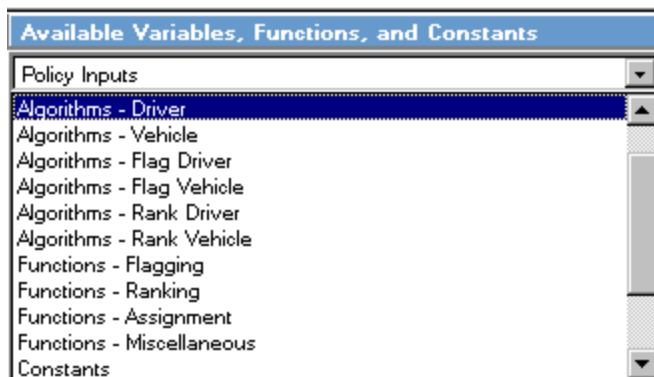 Available Variables, Functions, and Constants
Policy Inputs
Algorithms - Driver
Algorithms - Vehicle
Algorithms - Flag Driver
Algorithms - Flag Vehicle
Algorithms - Rank Driver
Algorithms - Rank Vehicle
Functions - Flagging
Functions - Ranking
Functions - Assignment
Functions - Miscellaneous
Constants